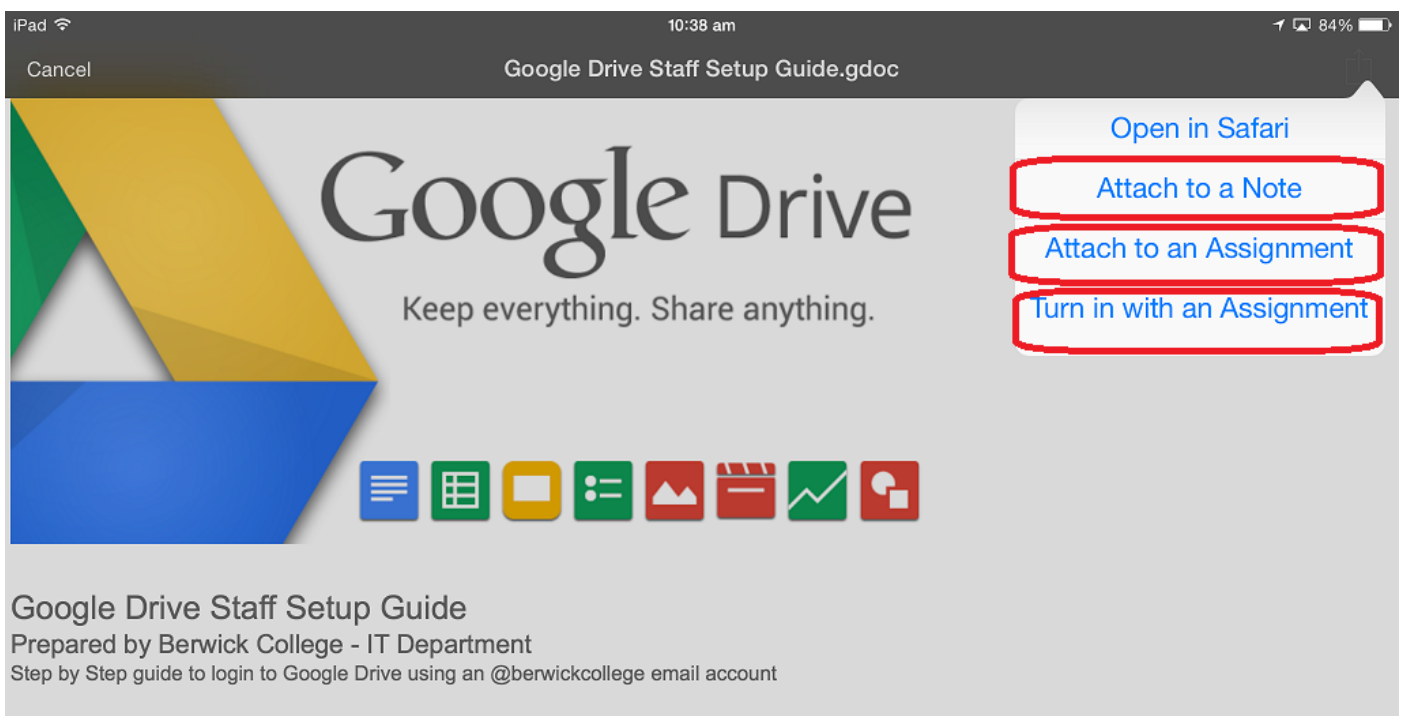 iPad 10:38 am 84%
Cancel Google Drive Staff Setup Guide.gdoc
Open in Safari
Attach to a Note
Attach to an Assignment
Turn in with an Assignment
Google Drive
Keep everything. Share anything.
Google Drive Staff Setup Guide
Prepared by Berwick College - IT Department
Step by Step guide to login to Google Drive using an @berwickcollege email account